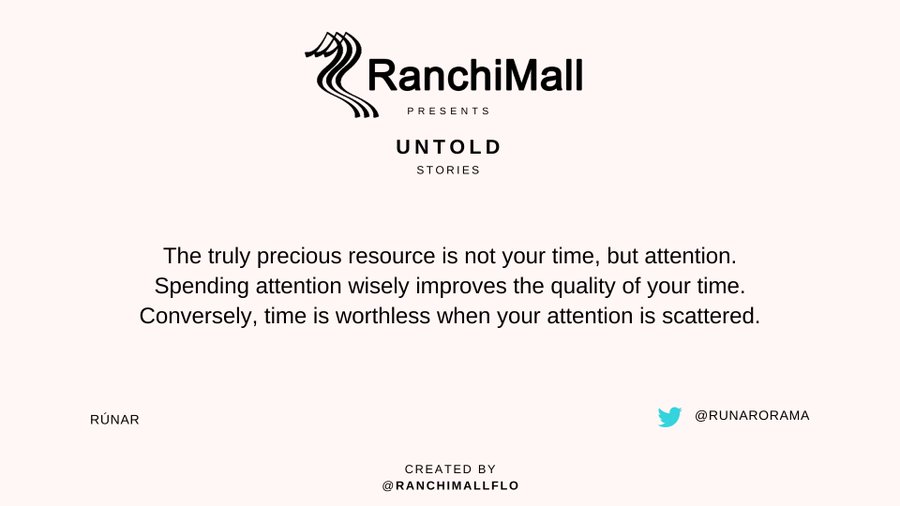 RanchiMall
PRESENTS
UNTOLD
STORIES
The truly precious resource is not your time, but attention.
Spending attention wisely improves the quality of your time.
Conversely, time is worthless when your attention is scattered.
RÚNAR
@RUNARORAMA
CREATED BY
@RANCHIMALLFLO